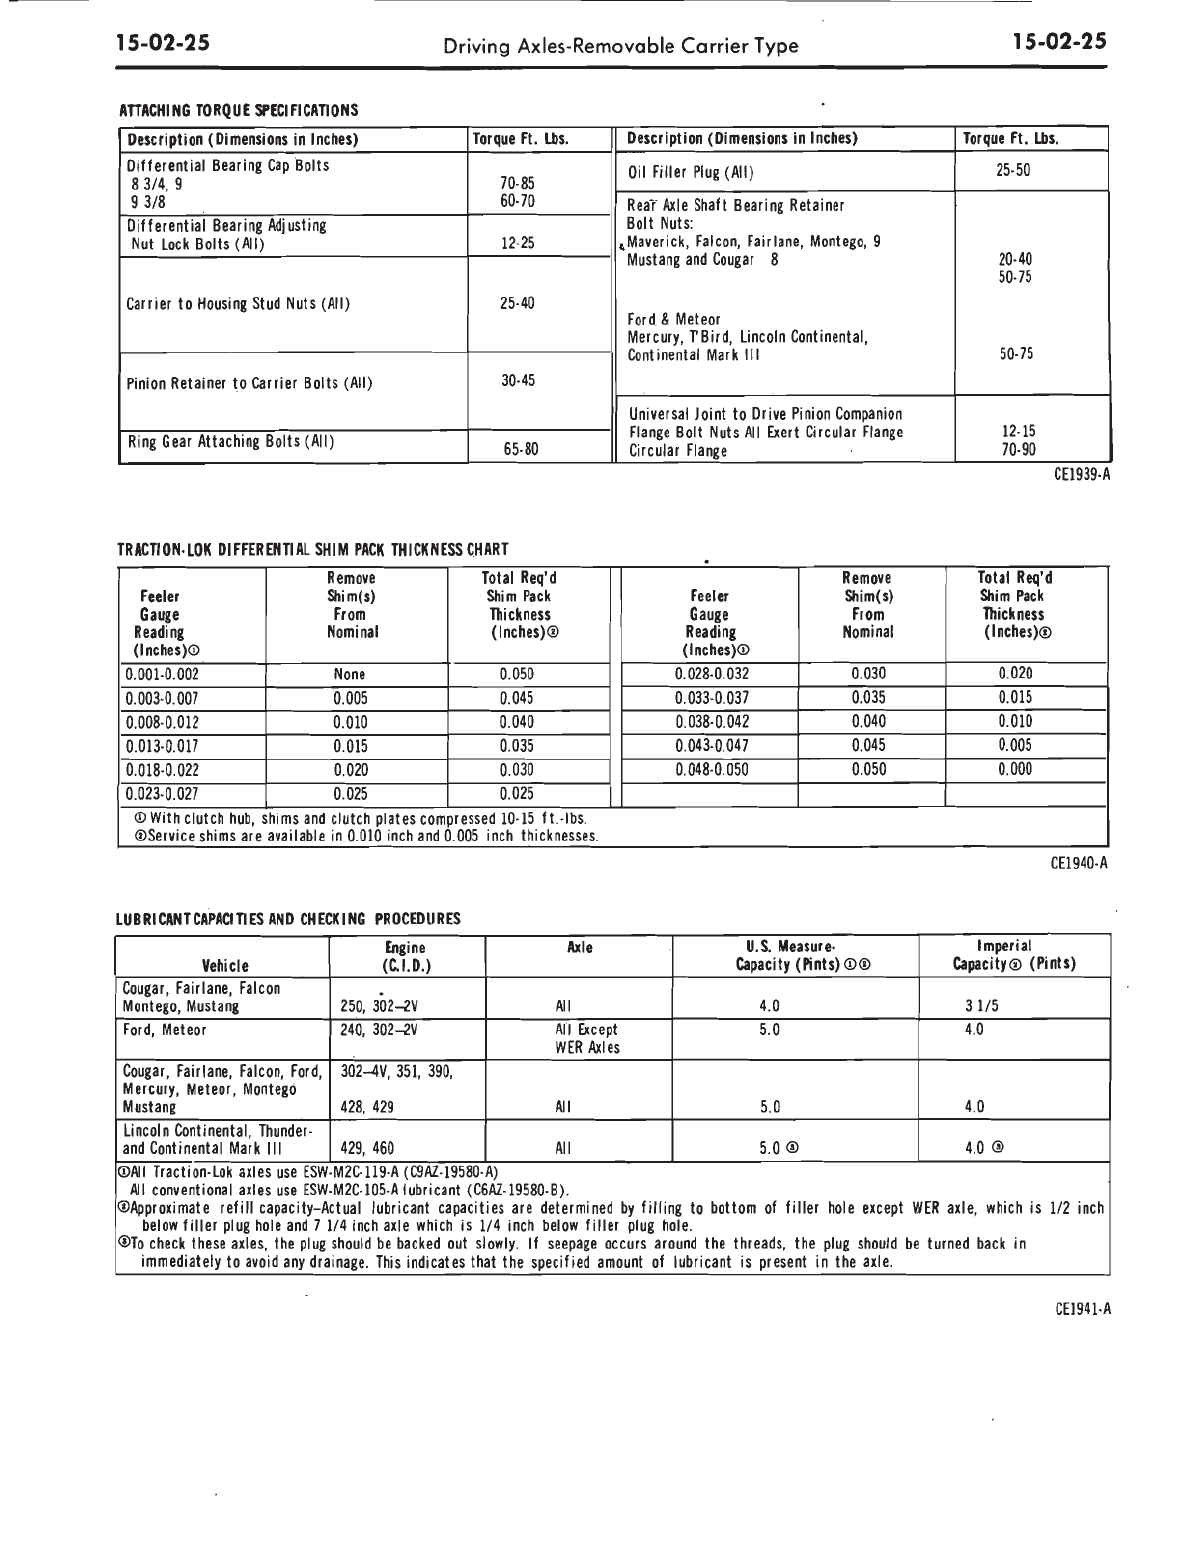 15-02-25 Driving Axles-Removable Carrier Type 15-02-25
ATTACHING TORQUE SPECIFICATIONS
Description (Dimensions in Inches) Torque Ft. Lbs. Description (Dimensions in Inches) Torque Ft. Lbs.
Differential Bearing Cap Bolts
8 3/4, 9 70-85
9 3/8 60-70
Differential Bearing Adjusting
Nut Lock Bolts (All) 12-25
Carrier to Housing Stud Nuts (All) 25-40
Pinion Retainer to Carrier Bolts (All) 30-45
Ring Gear Attaching Bolts (All) 65-80
Oil Filler Plug (All) 25-50
Rear Axle Shaft Bearing Retainer
Bolt Nuts:
Maverick, Falcon, Fairlane, Montego, 9
Mustang and Cougar 8 20-40
50-75
Ford & Meteor
Mercury, T'Bird, Lincoln Continental,
Continental Mark III 50-75
Universal Joint to Drive Pinion Companion
Flange Bolt Nuts All Exert Circular Flange 12-15
Circular Flange 70-90
CE1939-A
TRACTION-LOK DIFFERENTIAL SHIM PACK THICKNESS CHART
Remove Total Req'd Remove Total Req'd
Feeler Shim(s) Shim Pack Feeler Shim(s) Shim Pack
Gauge From Thickness Gauge From Thickness
Reading Nominal (Inches)② Reading Nominal (Inches)②
(Inches)① (Inches)①
0.001-0.002 None 0.050 0.028-0.032 0.030 0.020
0.003-0.007 0.005 0.045 0.033-0.037 0.035 0.015
0.008-0.012 0.010 0.040 0.038-0.042 0.040 0.010
0.013-0.017 0.015 0.035 0.043-0.047 0.045 0.005
0.018-0.022 0.020 0.030 0.048-0.050 0.050 0.000
0.023-0.027 0.025 0.025
① With clutch hub, shims and clutch plates compressed 10-15 ft.-lbs.
②Service shims are available in 0.010 inch and 0.005 inch thicknesses.
CE1940-A
LUBRICANT CAPACITIES AND CHECKING PROCEDURES
Engine Axle U.S. Measure- Imperial
Vehicle (C.I.D.) Capacity (Pints) ①② Capacity② (Pints)
Cougar, Fairlane, Falcon
Montego, Mustang 250, 302-2V All 4.0 3 1/5
Ford, Meteor 240, 302-2V All Except 5.0 4.0
WER Axles
Cougar, Fairlane, Falcon, Ford, 302-4V, 351, 390,
Mercury, Meteor, Montego
Mustang 428, 429 All 5.0 4.0
Lincoln Continental, Thunder-
and Continental Mark III 429, 460 All 5.0 ③ 4.0 ③
①All Traction-Lok axles use ESW-M2C-119-A (C9AZ-19580-A)
All conventional axles use ESW-M2C-105-A lubricant (C6AZ-19580-B).
②Approximate refill capacity-Actual lubricant capacities are determined by filling to bottom of filler hole except WER axle, which is 1/2 inch
below filler plug hole and 7 1/4 inch axle which is 1/4 inch below filler plug hole.
③To check these axles, the plug should be backed out slowly. If seepage occurs around the threads, the plug should be turned back in
immediately to avoid any drainage. This indicates that the specified amount of lubricant is present in the axle.
CE1941-A